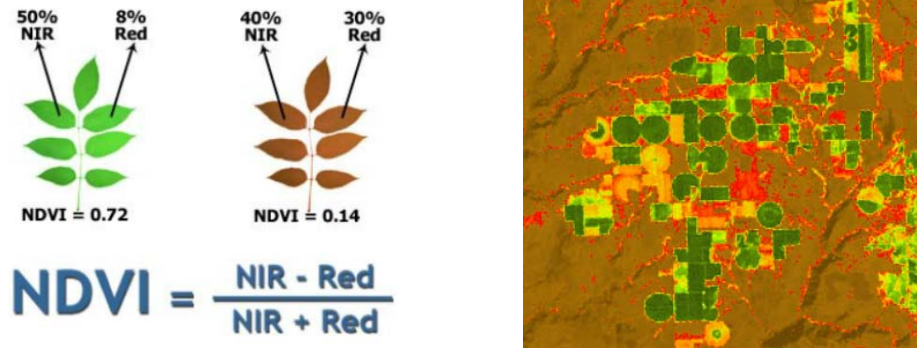 50%
NIR
8%
Red
40%
NIR
30%
Red
NDVI = 0.72
NDVI = 0.14
NDVI = NIR - Red
NIR + Red